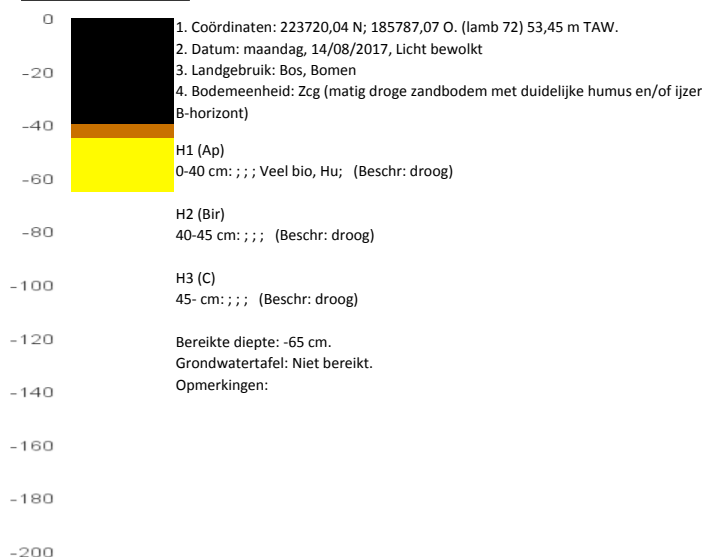 0
-20
-40
-60
-80
-100
-120
-140
-160
-180
-200
1. Coördinaten: 223720,04 N; 185787,07 O. (lamb 72) 53,45 m TAW.
2. Datum: maandag, 14/08/2017, Licht bewolkt
3. Landgebruik: Bos, Bomen
4. Bodemeenheid: Zcg (matig droge zandbodem met duidelijke humus en/of ijzer
B-horizont)
H1 (Ap)
0-40 cm: ; ; ; Veel bio, Hu; (Beschr: droog)
H2 (Bir)
40-45 cm: ; ; ; (Beschr: droog)
H3 (C)
45- cm: ; ; ; (Beschr: droog)
Bereikte diepte: -65 cm.
Grondwatertafel: Niet bereikt.
Opmerkingen: